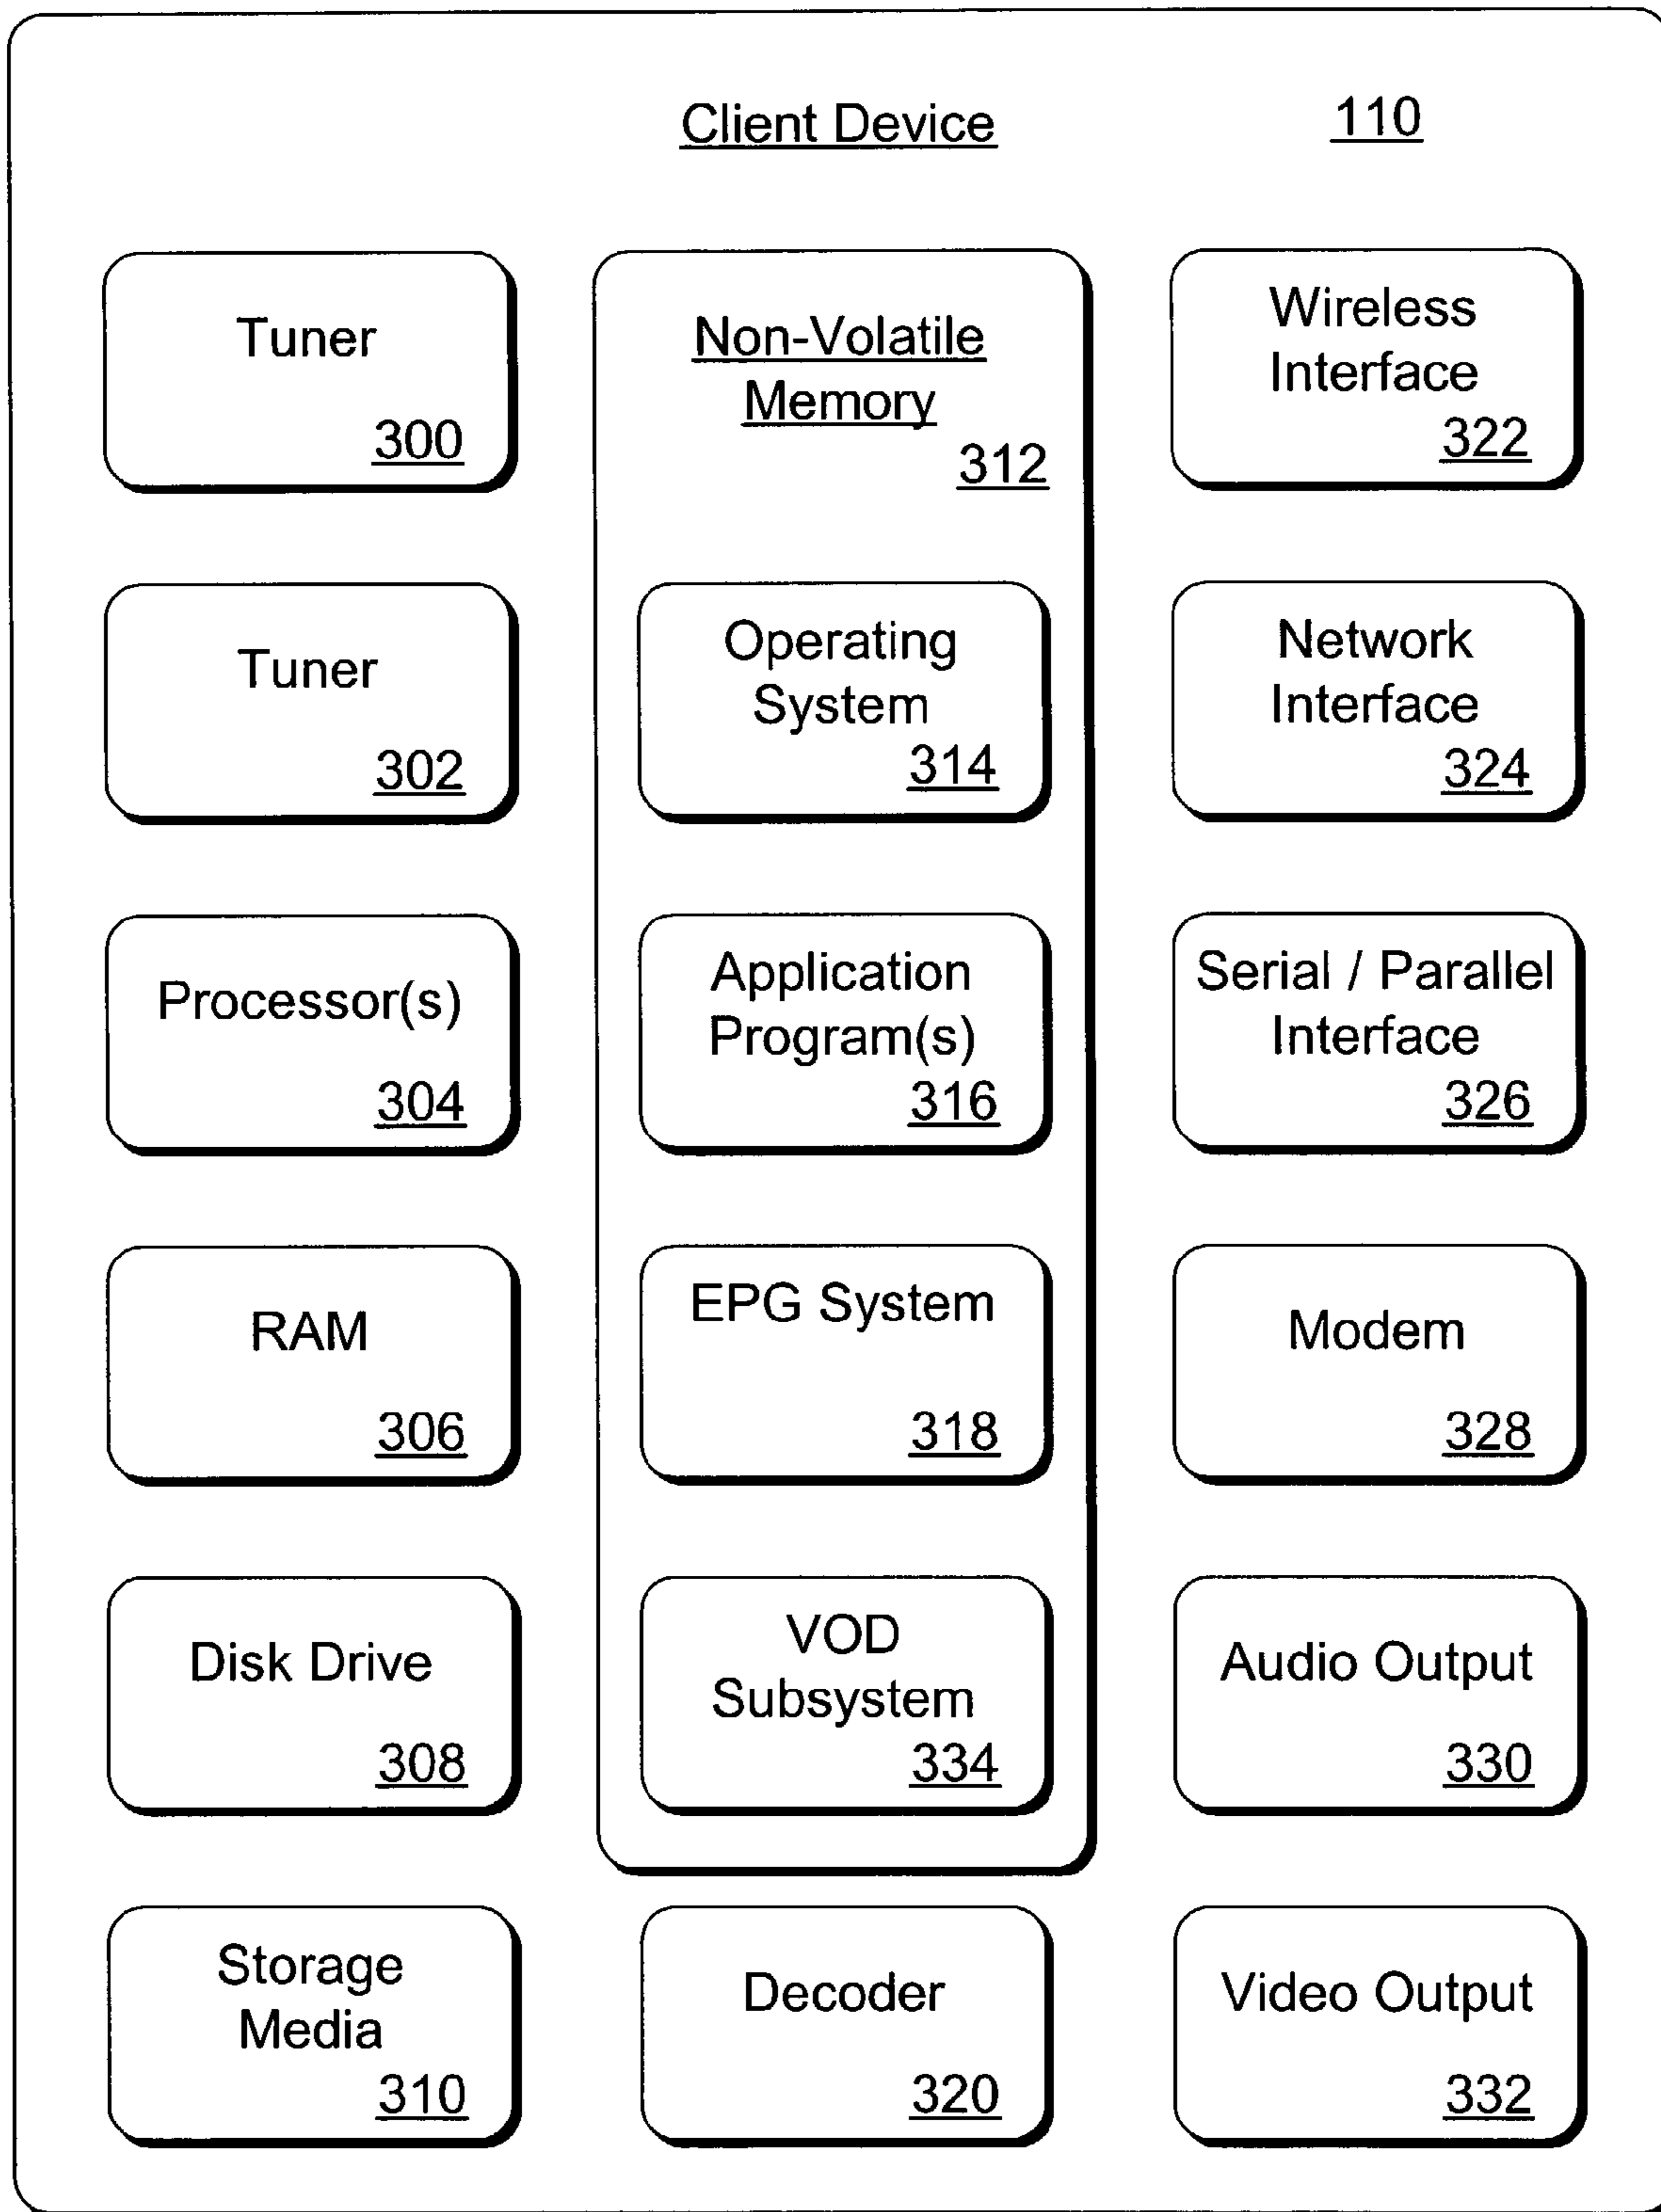 Client Device
110
Tuner
300
Tuner
302
Processor(s)
304
RAM
306
Disk Drive
308
Storage
Media
310
Non-Volatile
Memory
312
Operating
System
314
Application
Program(s)
316
EPG System
318
VOD
Subsystem
334
Decoder
320
Wireless
Interface
322
Network
Interface
324
Serial / Parallel
Interface
326
Modem
328
Audio Output
330
Video Output
332